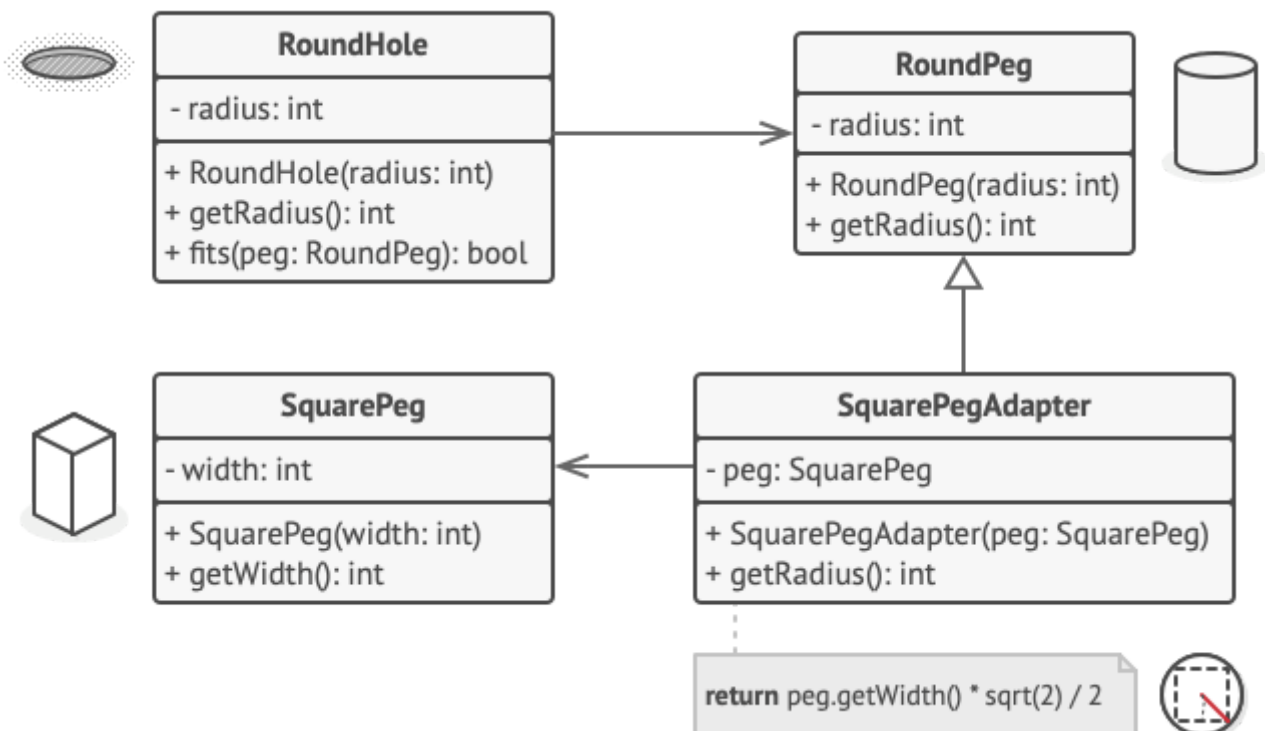 RoundHole
- radius: int
+ RoundHole(radius: int)
+ getRadius(): int
+ fits(peg: RoundPeg): bool
RoundPeg
- radius: int
+ RoundPeg(radius: int)
+ getRadius(): int
SquarePeg
- width: int
+ SquarePeg(width: int)
+ getWidth(): int
SquarePegAdapter
- peg: SquarePeg
+ SquarePegAdapter(peg: SquarePeg)
+ getRadius(): int
return peg.getWidth() * sqrt(2) / 2